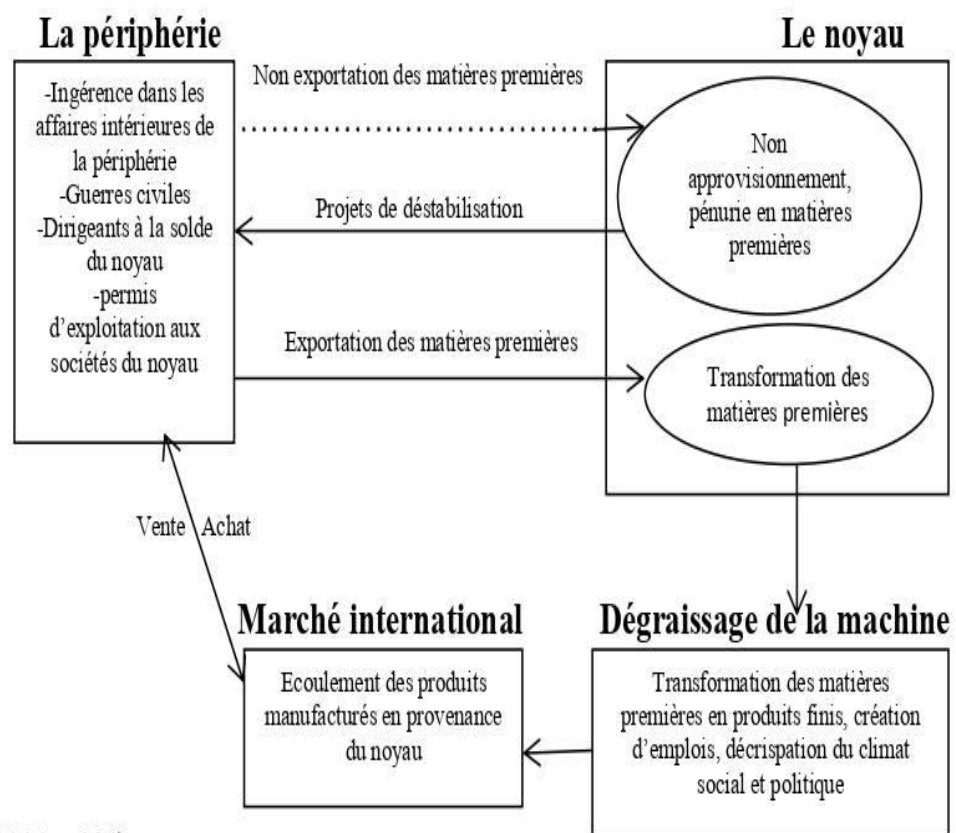 La périphérie
Le noyau
-Ingérence dans les
affaires intérieures de
la périphérie
-Guerres civiles
-Dirigeants à la solde
du noyau
-permis
d'exploitation aux
sociétés du noyau
Non exportation des matières premières
Non
approvisionnement,
pénurie en matières
premières
Projets de déstabilisation
Exportation des matières premières
Transformation des
matières premières
Vente Achat
Marché international
Ecoulement des produits
manufacturés en provenance
du noyau
Dégraissage de la machine
Transformation des matières
premières en produits finis, création
d'emplois, décrispation du climat
social et politique